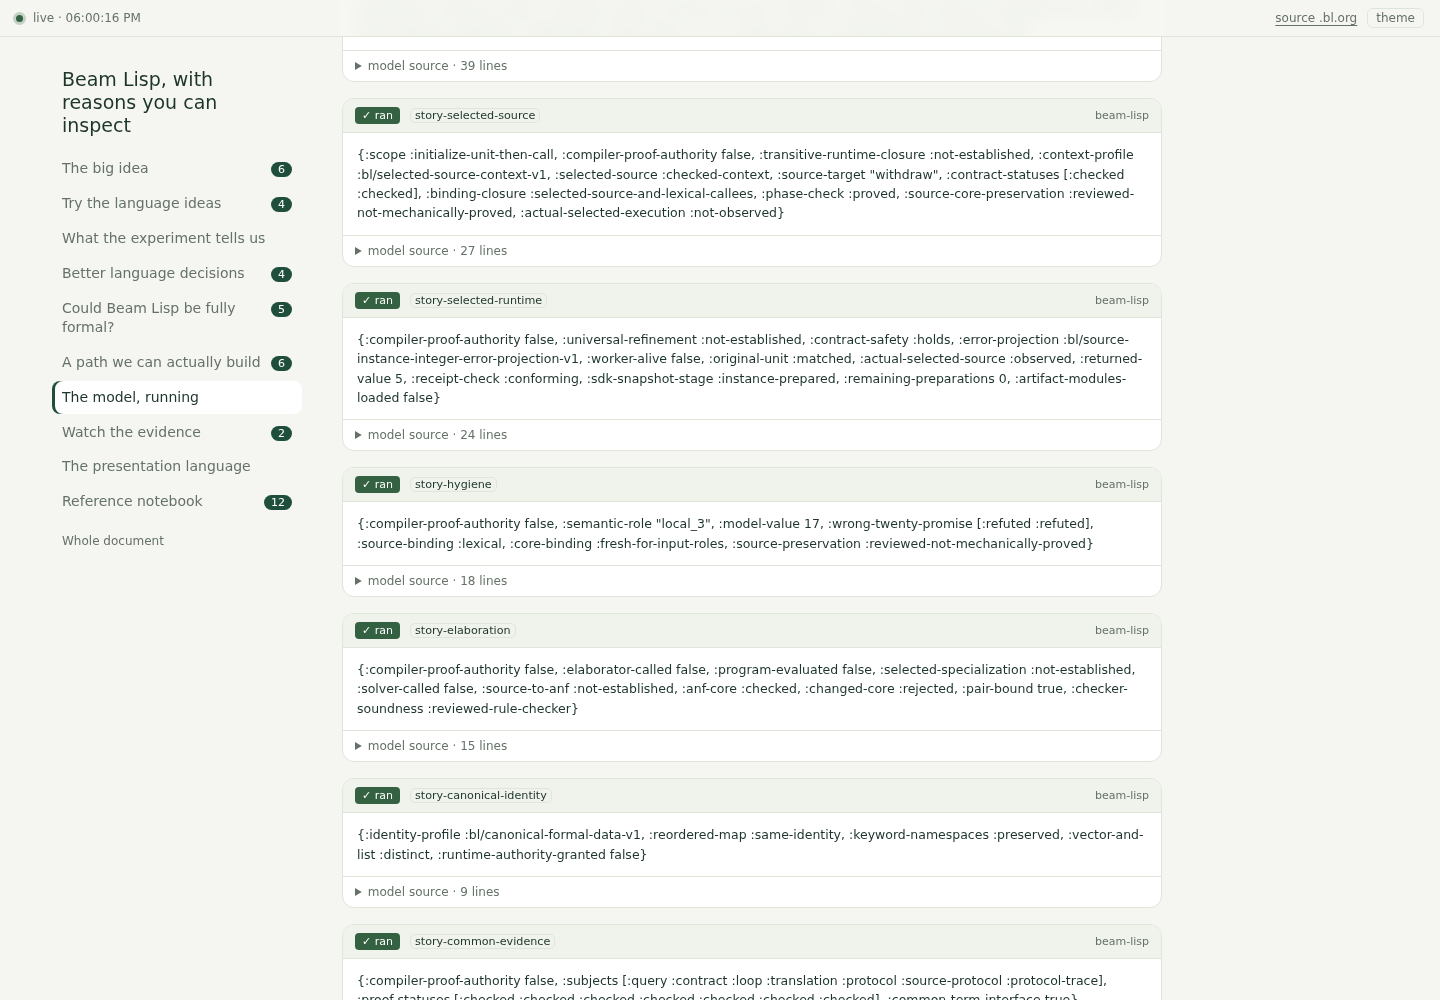 live · 06:00:16 PM
source .bl.org
theme
Beam Lisp, with
reasons you can
inspect
The big idea 6
Try the language ideas 4
What the experiment tells us
Better language decisions 4
Could Beam Lisp be fully
formal? 5
A path we can actually build 6
The model, running
Watch the evidence 2
The presentation language
Reference notebook 12
Whole document
▶ model source · 39 lines
✓ ran story-selected-source beam-lisp
{:scope :initialize-unit-then-call, :compiler-proof-authority false, :transitive-runtime-closure :not-established, :context-profile
:bl/selected-source-context-v1, :selected-source :checked-context, :source-target "withdraw", :contract-statuses [:checked
:checked], :binding-closure :selected-source-and-lexical-callees, :phase-check :proved, :source-core-preservation :reviewed-
not-mechanically-proved, :actual-selected-execution :not-observed}
▶ model source · 27 lines
✓ ran story-selected-runtime beam-lisp
{:compiler-proof-authority false, :universal-refinement :not-established, :contract-safety :holds, :error-projection :bl/source-
instance-integer-error-projection-v1, :worker-alive false, :original-unit :matched, :actual-selected-source :observed, :returned-
value 5, :receipt-check :conforming, :sdk-snapshot-stage :instance-prepared, :remaining-preparations 0, :artifact-modules-
loaded false}
▶ model source · 24 lines
✓ ran story-hygiene beam-lisp
{:compiler-proof-authority false, :semantic-role "local_3", :model-value 17, :wrong-twenty-promise [:refuted :refuted],
:source-binding :lexical, :core-binding :fresh-for-input-roles, :source-preservation :reviewed-not-mechanically-proved}
▶ model source · 18 lines
✓ ran story-elaboration beam-lisp
{:compiler-proof-authority false, :elaborator-called false, :program-evaluated false, :selected-specialization :not-established,
:solver-called false, :source-to-anf :not-established, :anf-core :checked, :changed-core :rejected, :pair-bound true, :checker-
soundness :reviewed-rule-checker}
▶ model source · 15 lines
✓ ran story-canonical-identity beam-lisp
{:identity-profile :bl/canonical-formal-data-v1, :reordered-map :same-identity, :keyword-namespaces :preserved, :vector-and-
list :distinct, :runtime-authority-granted false}
▶ model source · 9 lines
✓ ran story-common-evidence beam-lisp
{:compiler-proof-authority false, :subjects [:query :contract :loop :translation :protocol :source-protocol :protocol-trace],
:proof-statuses [:checked :checked :checked :checked :checked :checked :checked], :common-term-interface true}